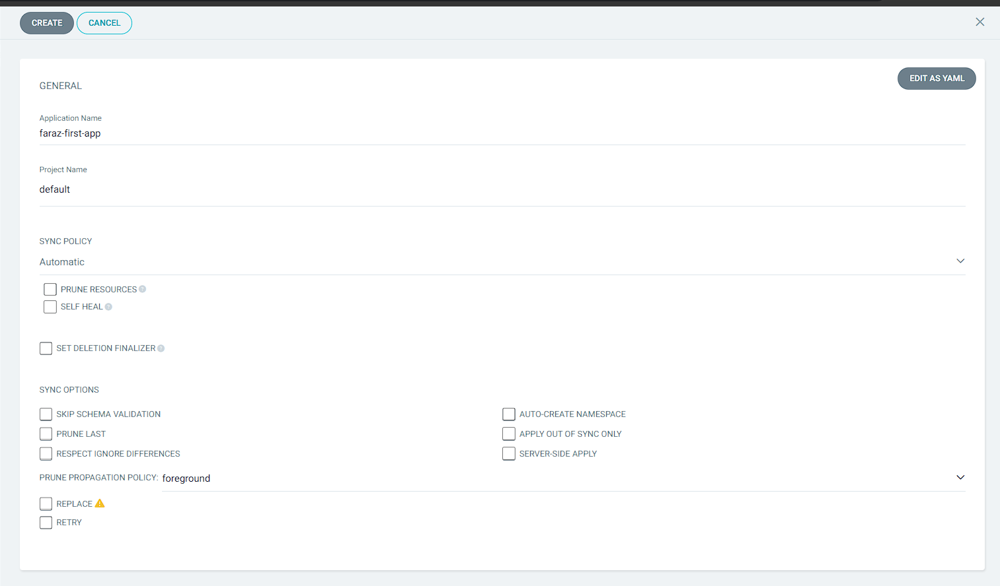 CREATE CANCEL
EDIT AS YAML
GENERAL
Application Name
faraz-first-app
Project Name
default
SYNC POLICY
Automatic
PRUNE RESOURCES
SELF HEAL
SET DELETION FINALIZER
SYNC OPTIONS
SKIP SCHEMA VALIDATION AUTO-CREATE NAMESPACE
PRUNE LAST APPLY OUT OF SYNC ONLY
RESPECT IGNORE DIFFERENCES SERVER-SIDE APPLY
PRUNE PROPAGATION POLICY: foreground
REPLACE
RETRY